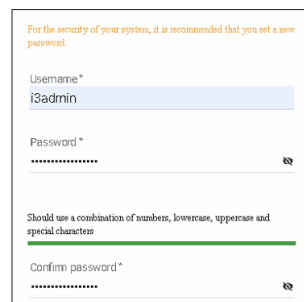 For the security of your system, it is recommended that you set a new
password.
Username*
i3admin
Password *
•••••••••••••••••
Should use a combination of numbers, lowercase, uppercase and
special characters
Confirm password *
•••••••••••••••••